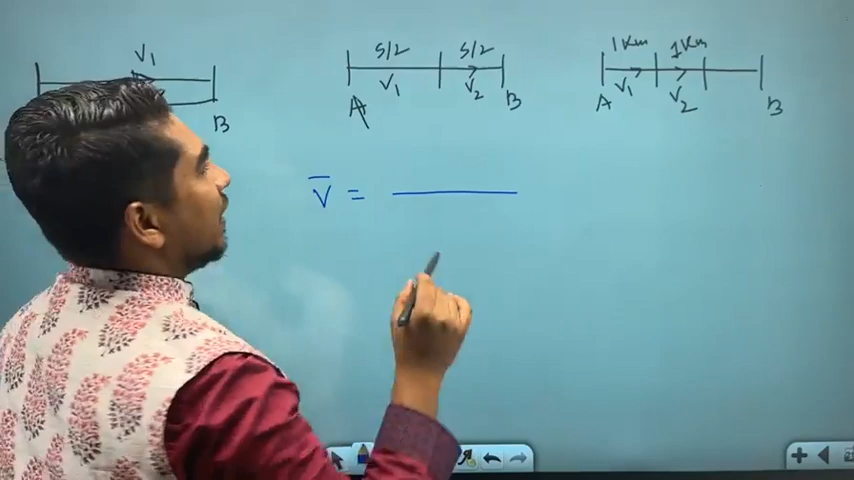 V₁
B
S/2 S/2
V₁ V₂
A B
1Km 1Km
V₁ V₂
A B
V̅ =